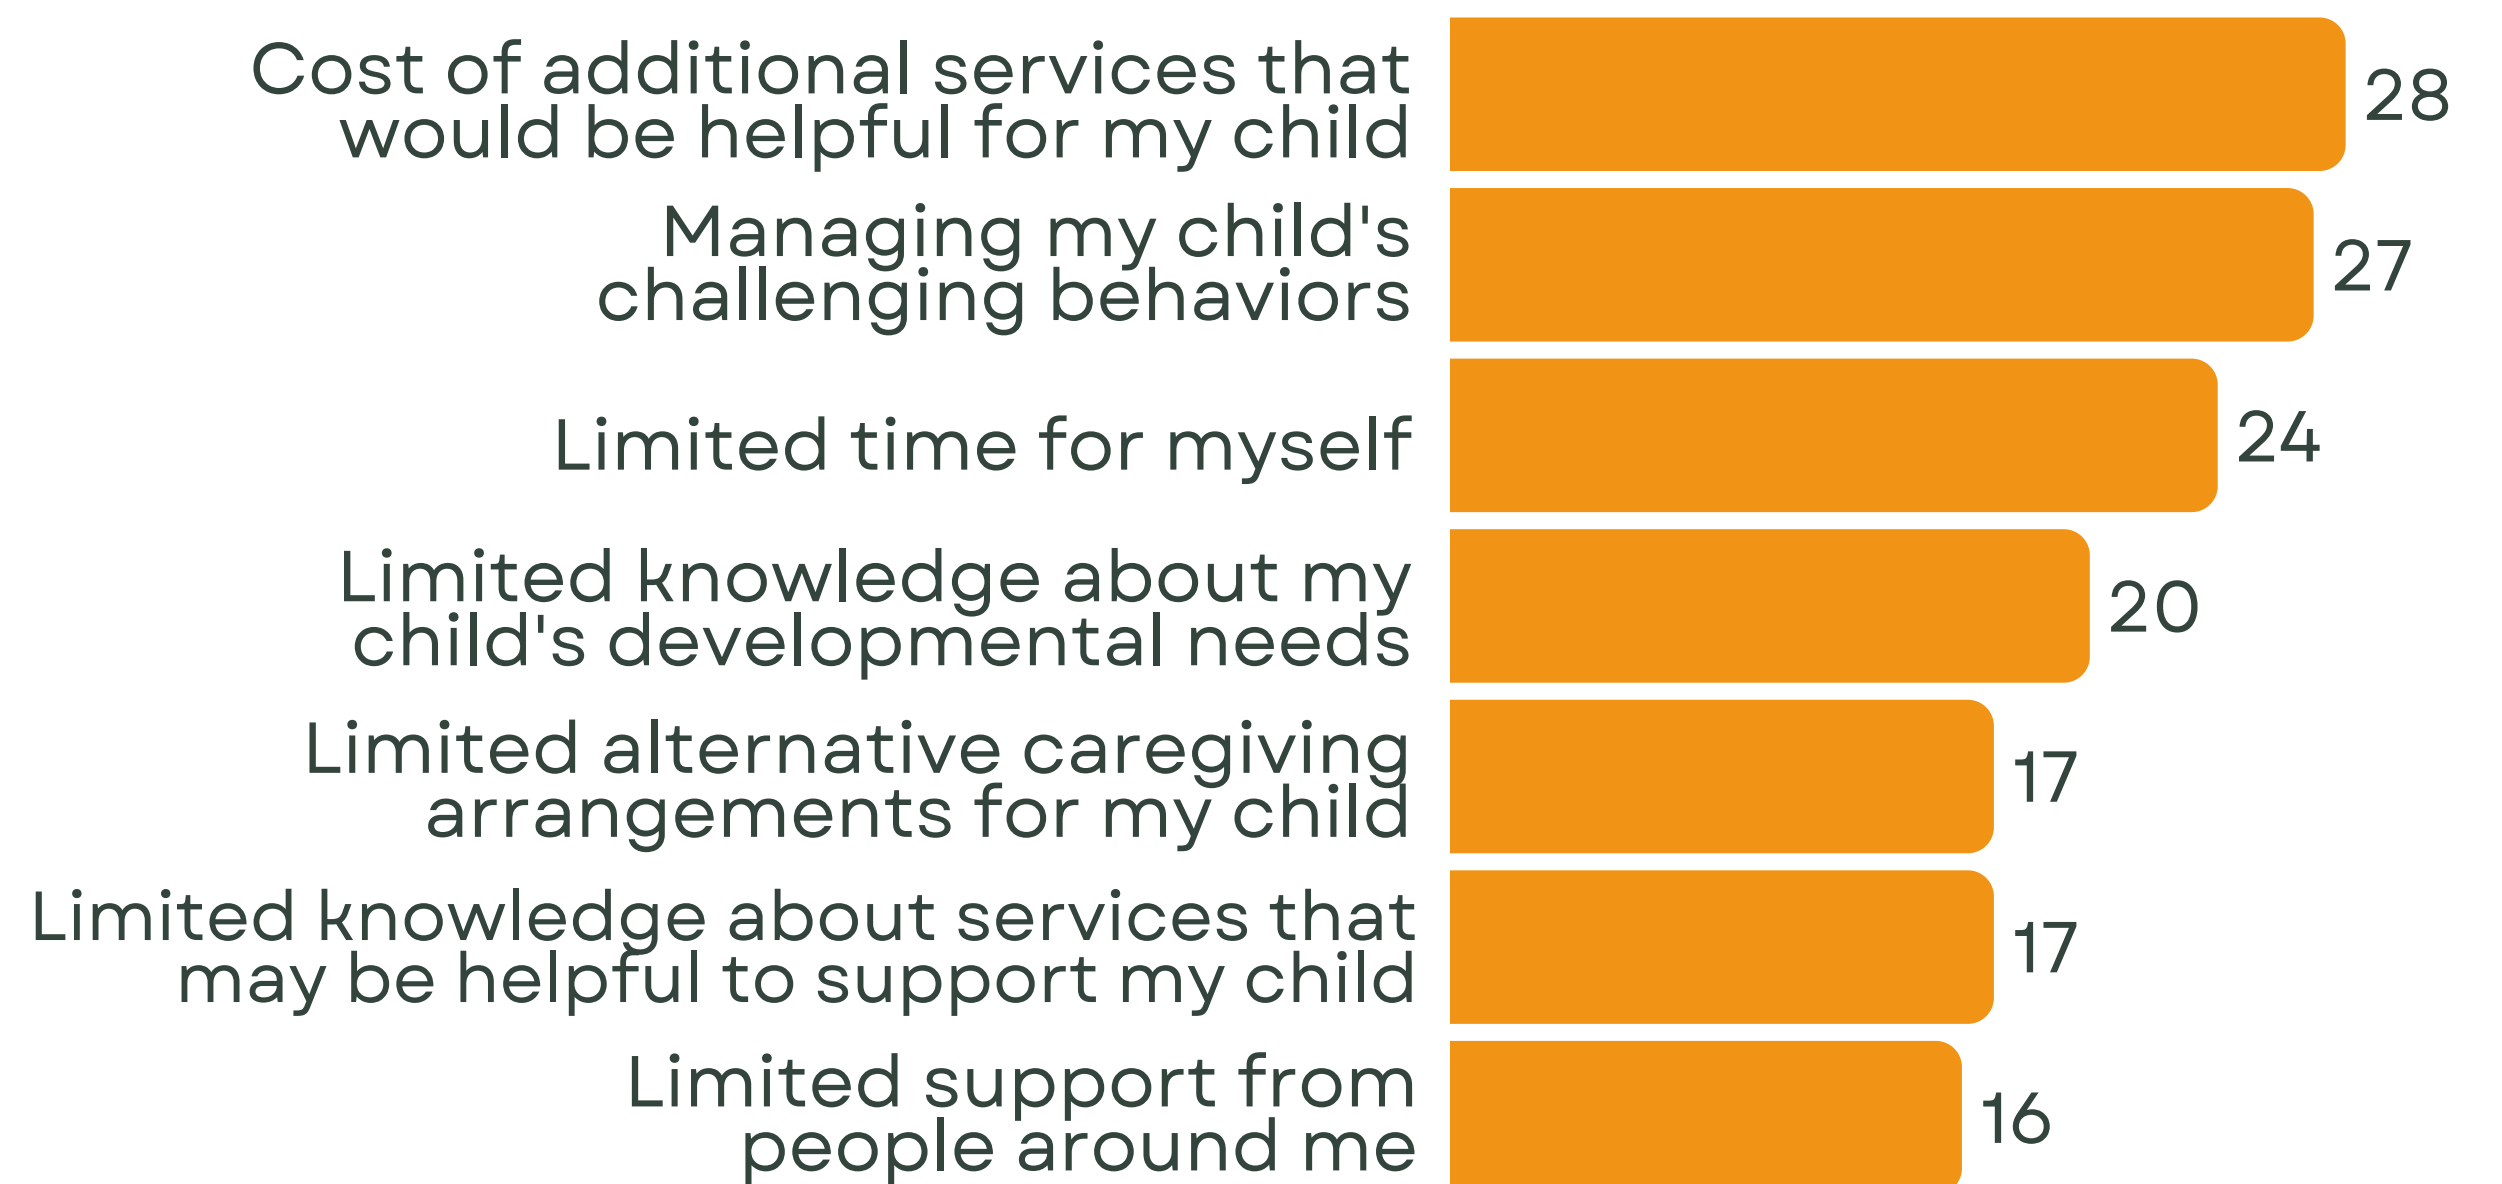 Cost of additional services that
would be helpful for my child
28
Managing my child's
challenging behaviors
27
Limited time for myself
24
Limited knowledge about my
child's developmental needs
20
Limited alternative caregiving
arrangements for my child
17
Limited knowledge about services that
may be helpful to support my child
17
Limited support from
people around me
16